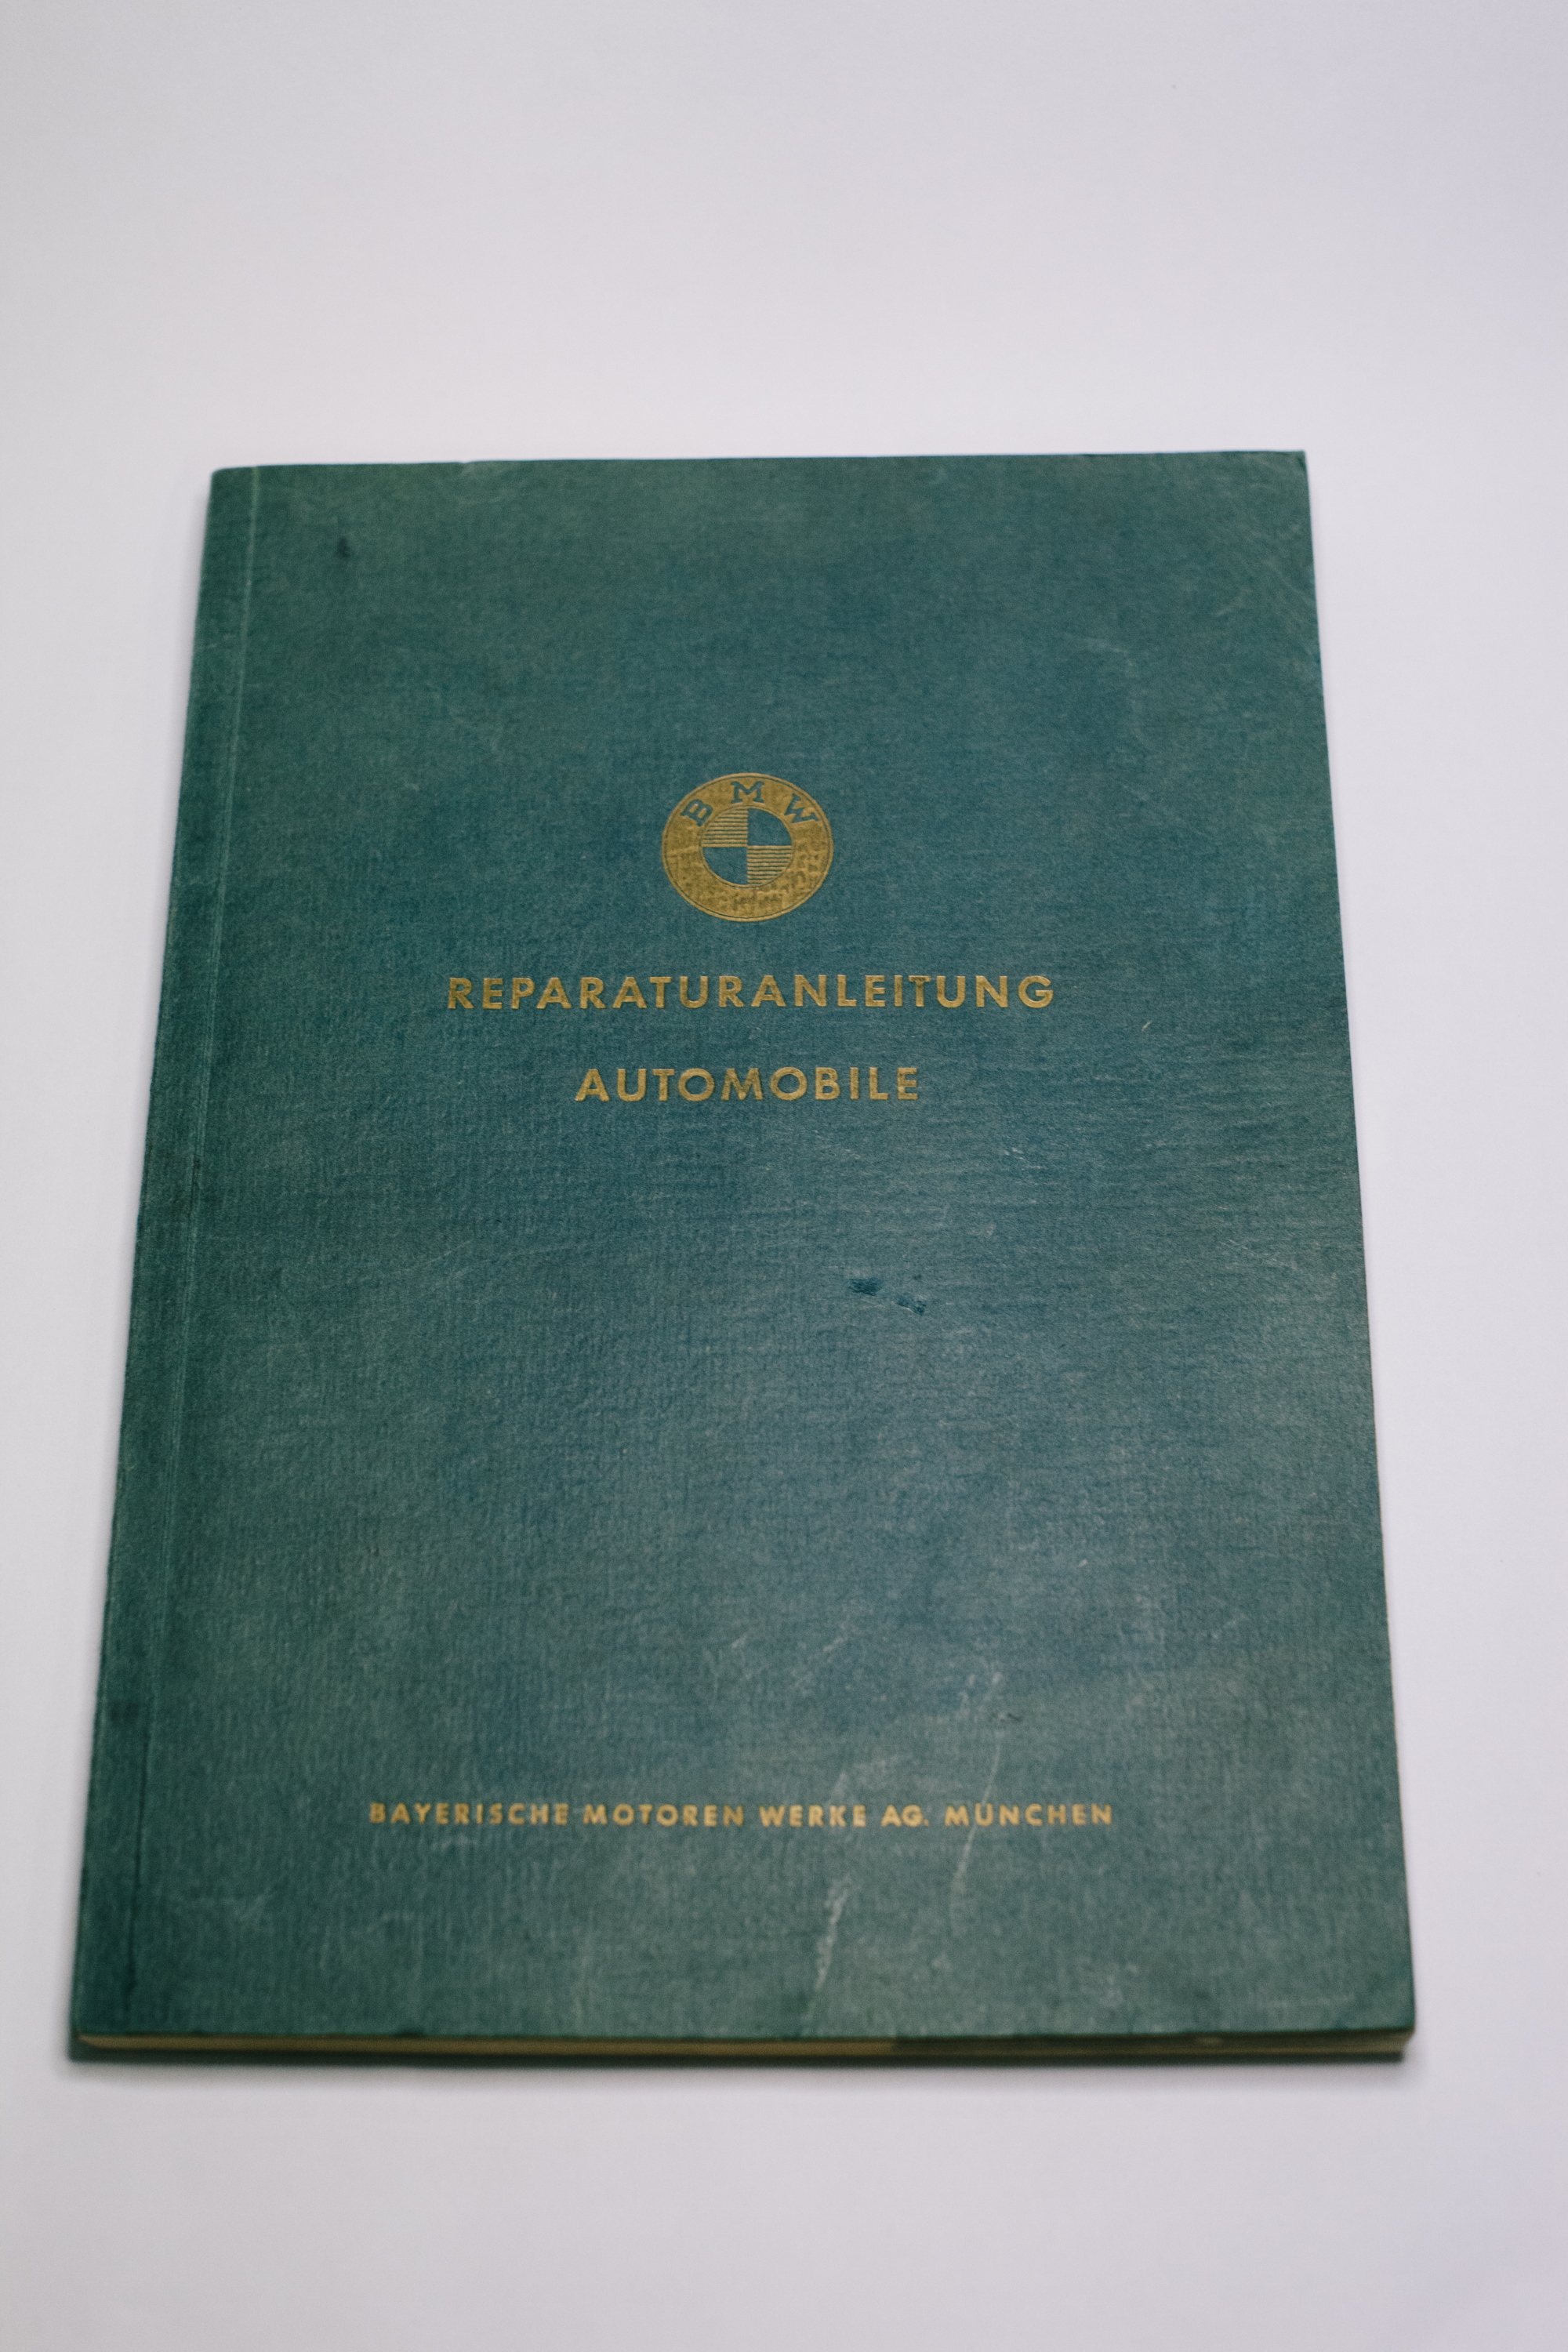 BMW
REPARATURANLEITUNG
AUTOMOBILE
BAYERISCHE MOTOREN WERKE AG. MÜNCHEN